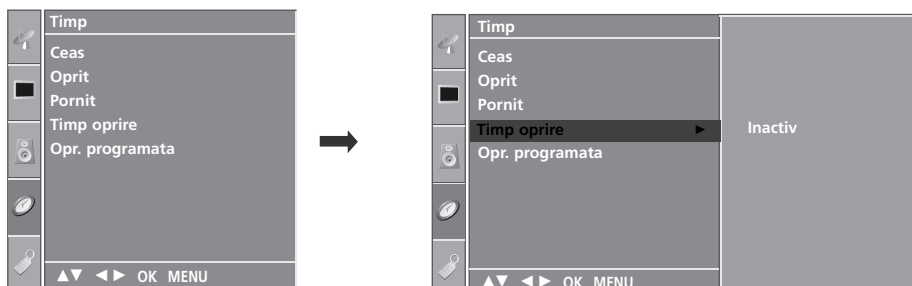 Timp
Ceas
Oprit
Pornit
Timp oprire
Opr. programata
▲▼ ◄► OK MENU
Timp
Ceas
Oprit
Pornit
Timp oprire ►
Inactiv
Opr. programata
▲▼ ◄► OK MENU